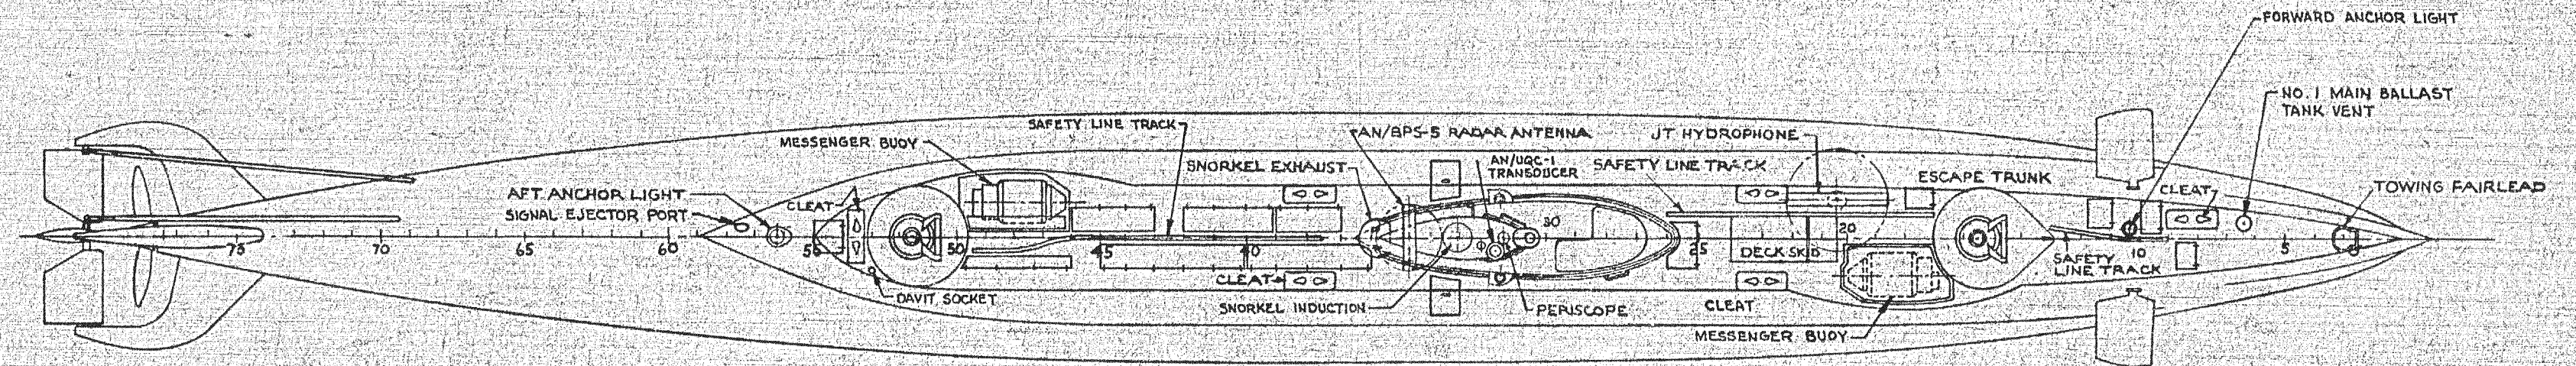 FORWARD ANCHOR LIGHT
NO. 1 MAIN BALLAST
TANK VENT
SAFETY LINE TRACK
AN/BPS-5 RADAR ANTENNA
JT HYDROPHONE
MESSENGER BUOY
SNORKEL EXHAUST
AN/UQC-1
TRANSDUCER
SAFETY LINE TRACK
ESCAPE TRUNK
CLEAT
TOWING FAIRLEAD
AFT ANCHOR LIGHT
CLEAT
SIGNAL EJECTOR PORT
75 70 65 60 55 50 45 40 30 25 20 10 5
DECK SKID
SAFETY
LINE TRACK
CLEAT
DAVIT SOCKET
SNORKEL INDUCTION
PERISCOPE
CLEAT
MESSENGER BUOY